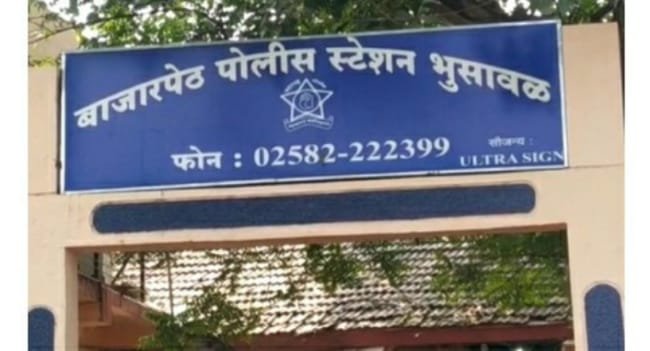 बाजारपेठ पोलीस स्टेशन भुसावळ
फोन : 02582-222399
सौजन्य :
ULTRA SIGN